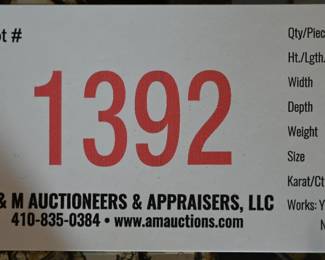 ot #
1392
& M AUCTIONEERS & APPRAISERS, LLC
410-835-0384 • www.amauctions.com
Qty/Piec
Ht./Lgth.
Width
Depth
Weight
Size
Karat/Ct
Works: Y
N